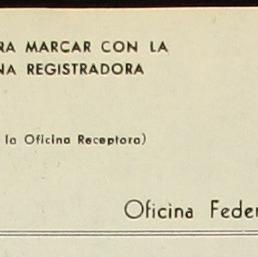 RA MARCAR CON LA
NA REGISTRADORA
la Oficina Receptora)
Oficina Feder